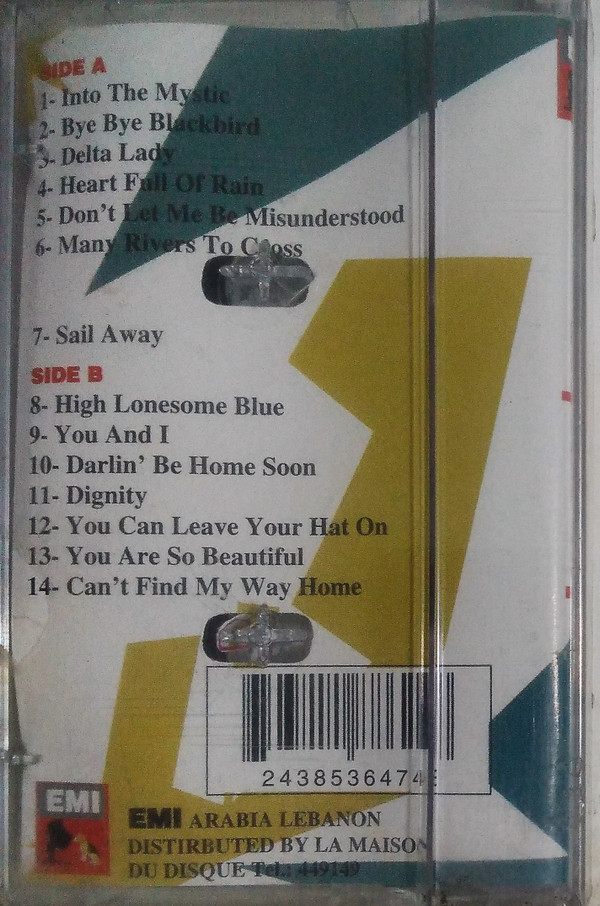 SIDE A
1- Into The Mystic
2- Bye Bye Blackbird
3- Delta Lady
4- Heart Full Of Rain
5- Don't Let Me Be Misunderstood
6- Many Rivers To Cross
7- Sail Away
SIDE B
8- High Lonesome Blue
9- You And I
10- Darlin' Be Home Soon
11- Dignity
12- You Can Leave Your Hat On
13- You Are So Beautiful
14- Can't Find My Way Home
2438536474
EMI
EMI ARABIA LEBANON
DISTIRBUTED BY LA MAISON
DU DISQUE Tel.: 449149